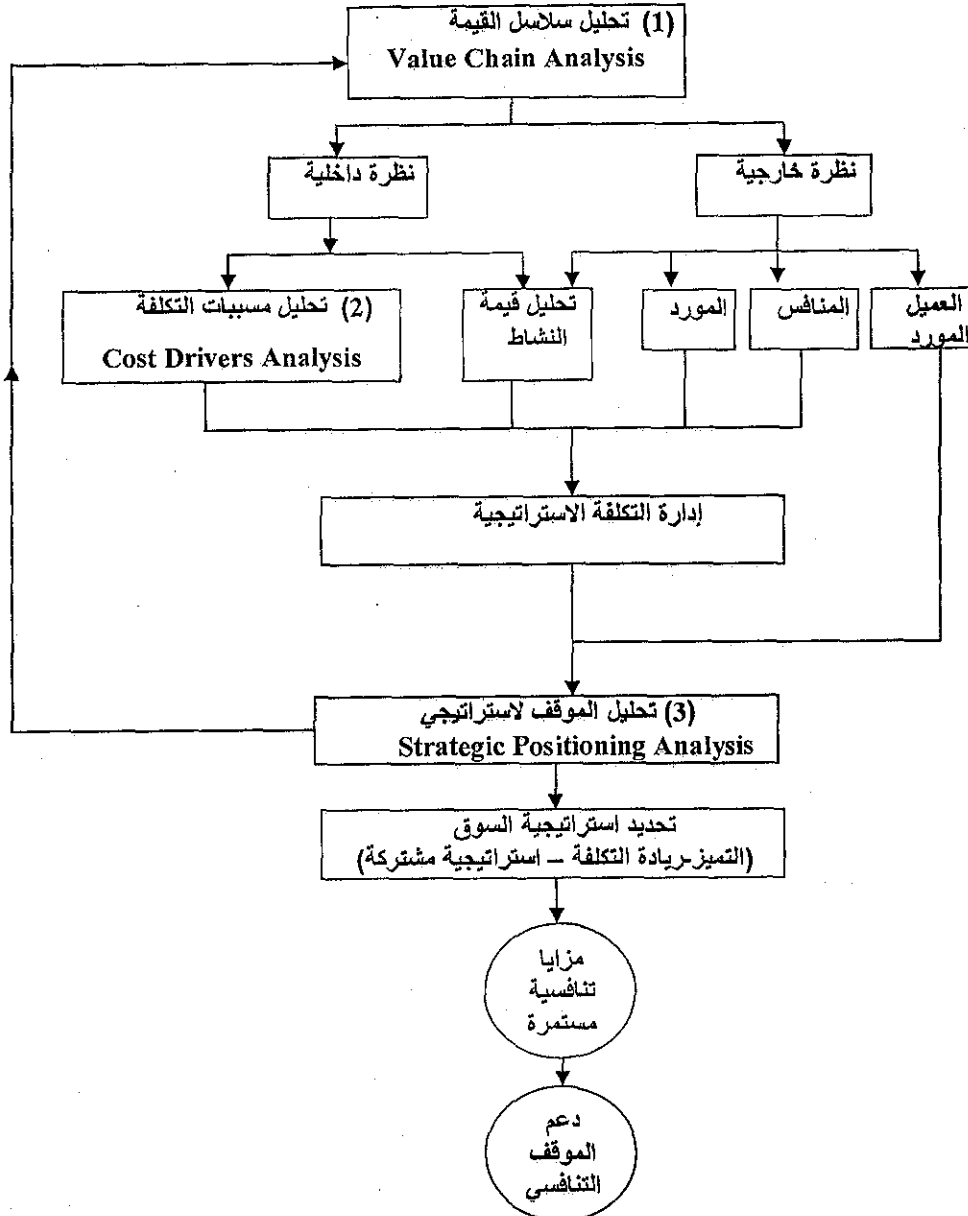 (1) تحليل سلاسل القيمة
Value Chain Analysis
نظرة خارجية
نظرة داخلية
العميل
المورد
المنافس
المورد
تحليل قيمة
النشاط
(2) تحليل مسببات التكلفة
Cost Drivers Analysis
إدارة التكلفة الاستراتيجية
(3) تحليل الموقف لاستراتيجي
Strategic Positioning Analysis
تحديد استراتيجية السوق
(التميز-ريادة التكلفة – استراتيجية مشتركة)
مزايا
تنافسية
مستمرة
دعم
الموقف
التنافسي